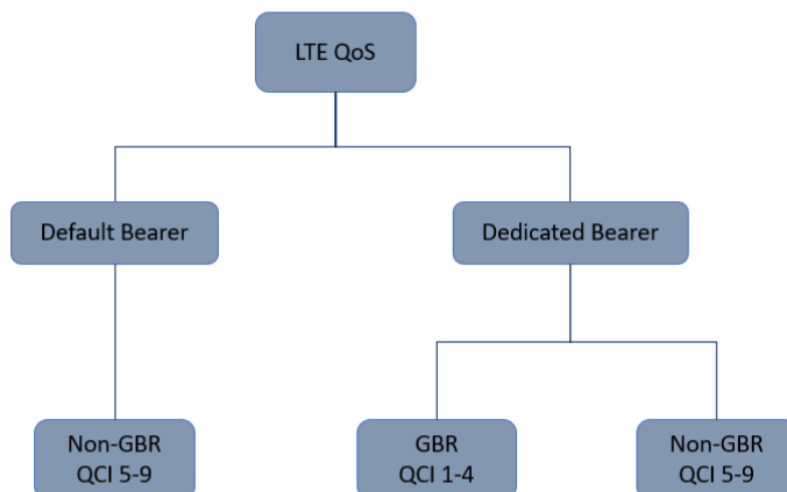 LTE QoS
Default Bearer
Dedicated Bearer
Non-GBR
QCI 5-9
GBR
QCI 1-4
Non-GBR
QCI 5-9